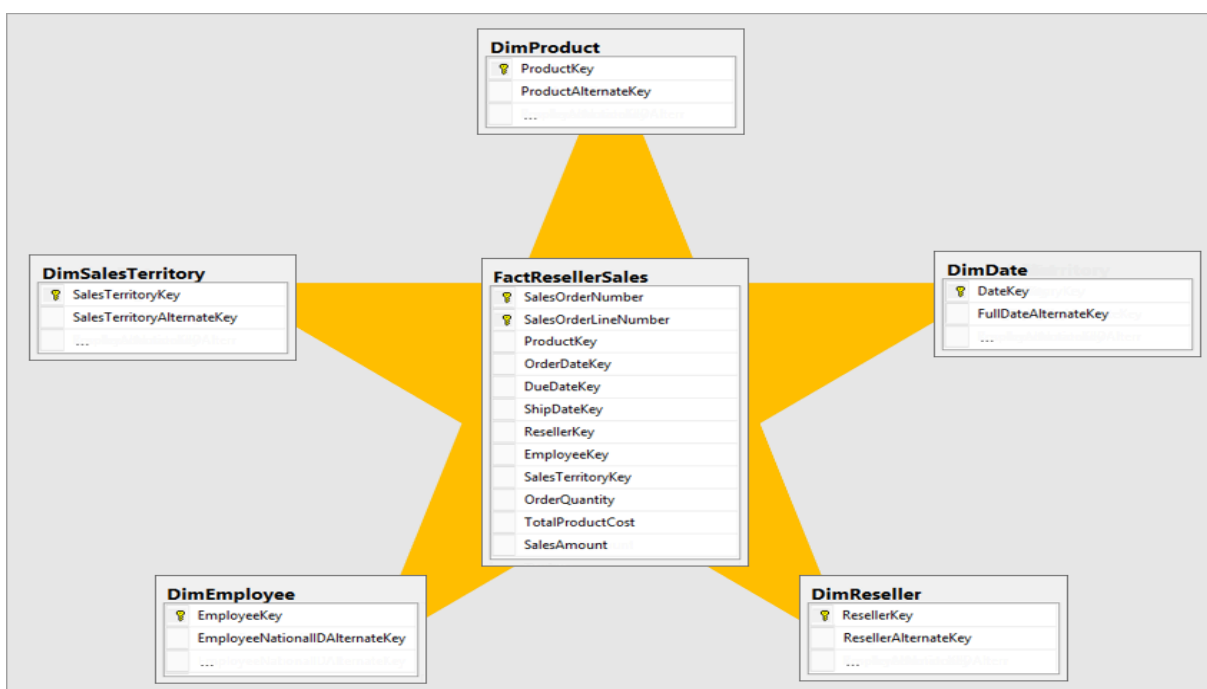 DimProduct
ProductKey
ProductAlternateKey
...
DimSalesTerritory
SalesTerritoryKey
SalesTerritoryAlternateKey
...
FactResellerSales
SalesOrderNumber
SalesOrderLineNumber
ProductKey
OrderDateKey
DueDateKey
ShipDateKey
ResellerKey
EmployeeKey
SalesTerritoryKey
OrderQuantity
TotalProductCost
SalesAmount
DimDate
DateKey
FullDateAlternateKey
...
DimEmployee
EmployeeKey
EmployeeNationalIDAlternateKey
...
DimReseller
ResellerKey
ResellerAlternateKey
...